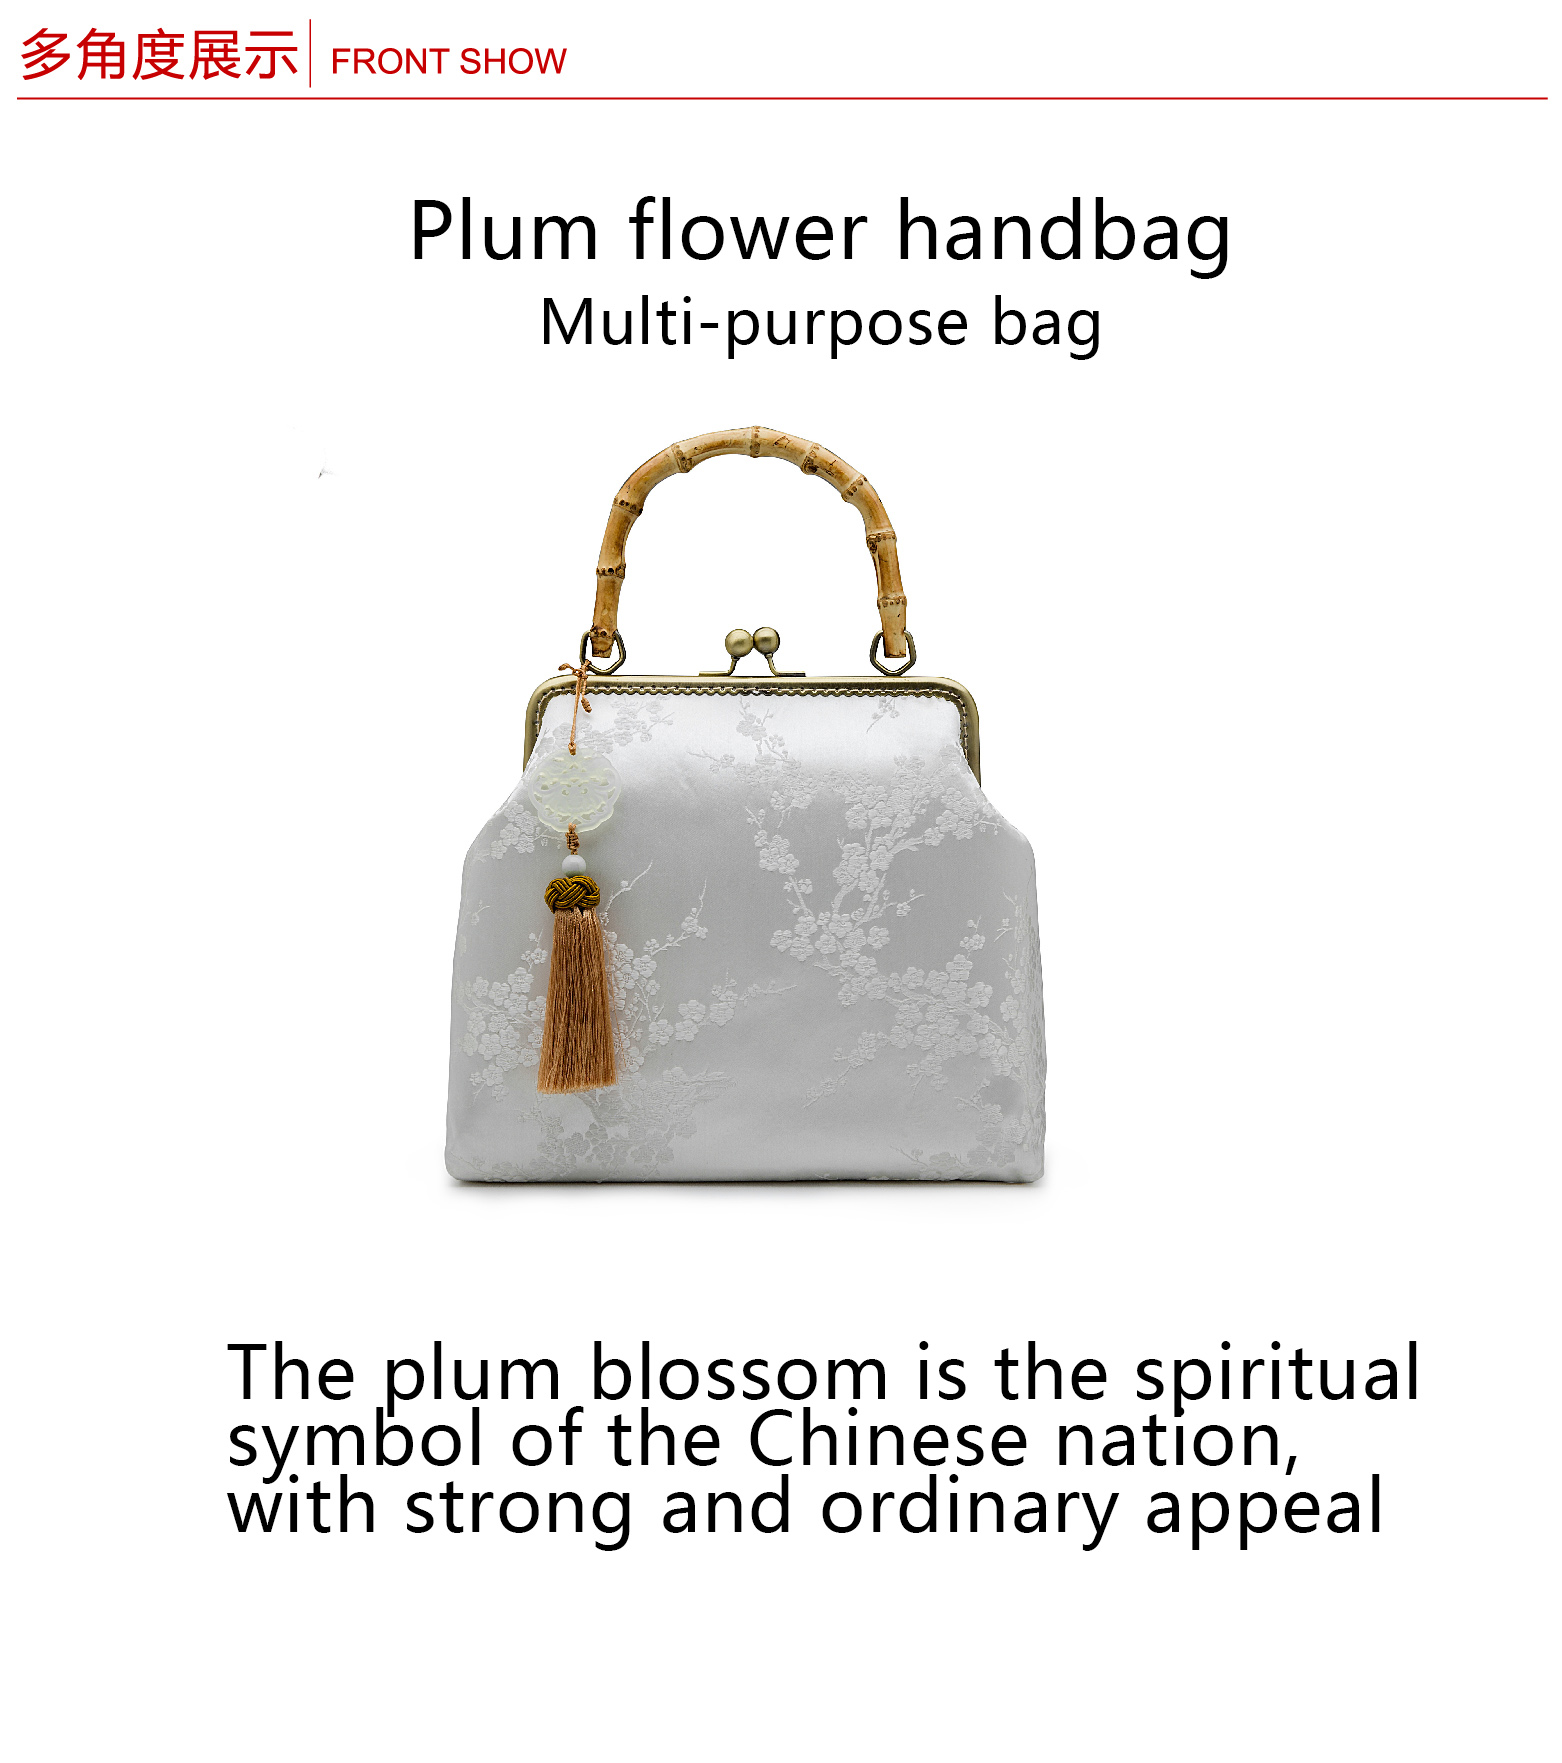 多角度展示 FRONT SHOW
Plum flower handbag
Multi-purpose bag
The plum blossom is the spiritual
symbol of the Chinese nation,
with strong and ordinary appeal